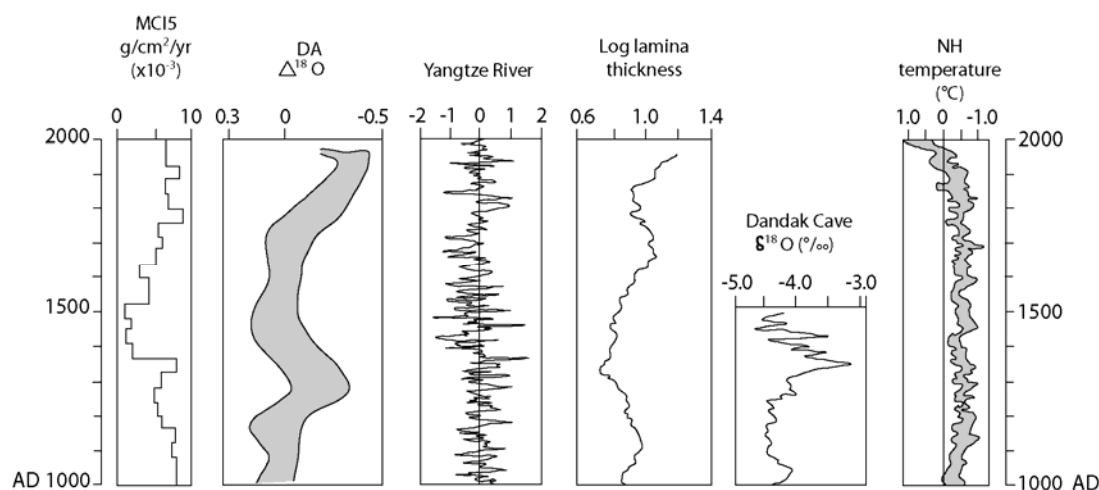 MCI5
g/cm²/yr
(x10⁻³)
DA
△¹⁸O
Yangtze River
Log lamina
thickness
NH
temperature
(°C)
0 10
0.3 0 -0.5
-2 -1 0 1 2
0.6 1.0 1.4
1.0 0 -1.0
2000
2000
Dandak Cave
δ¹⁸O (°/₀₀)
-5.0 -4.0 -3.0
1500
1500
AD 1000
1000 AD